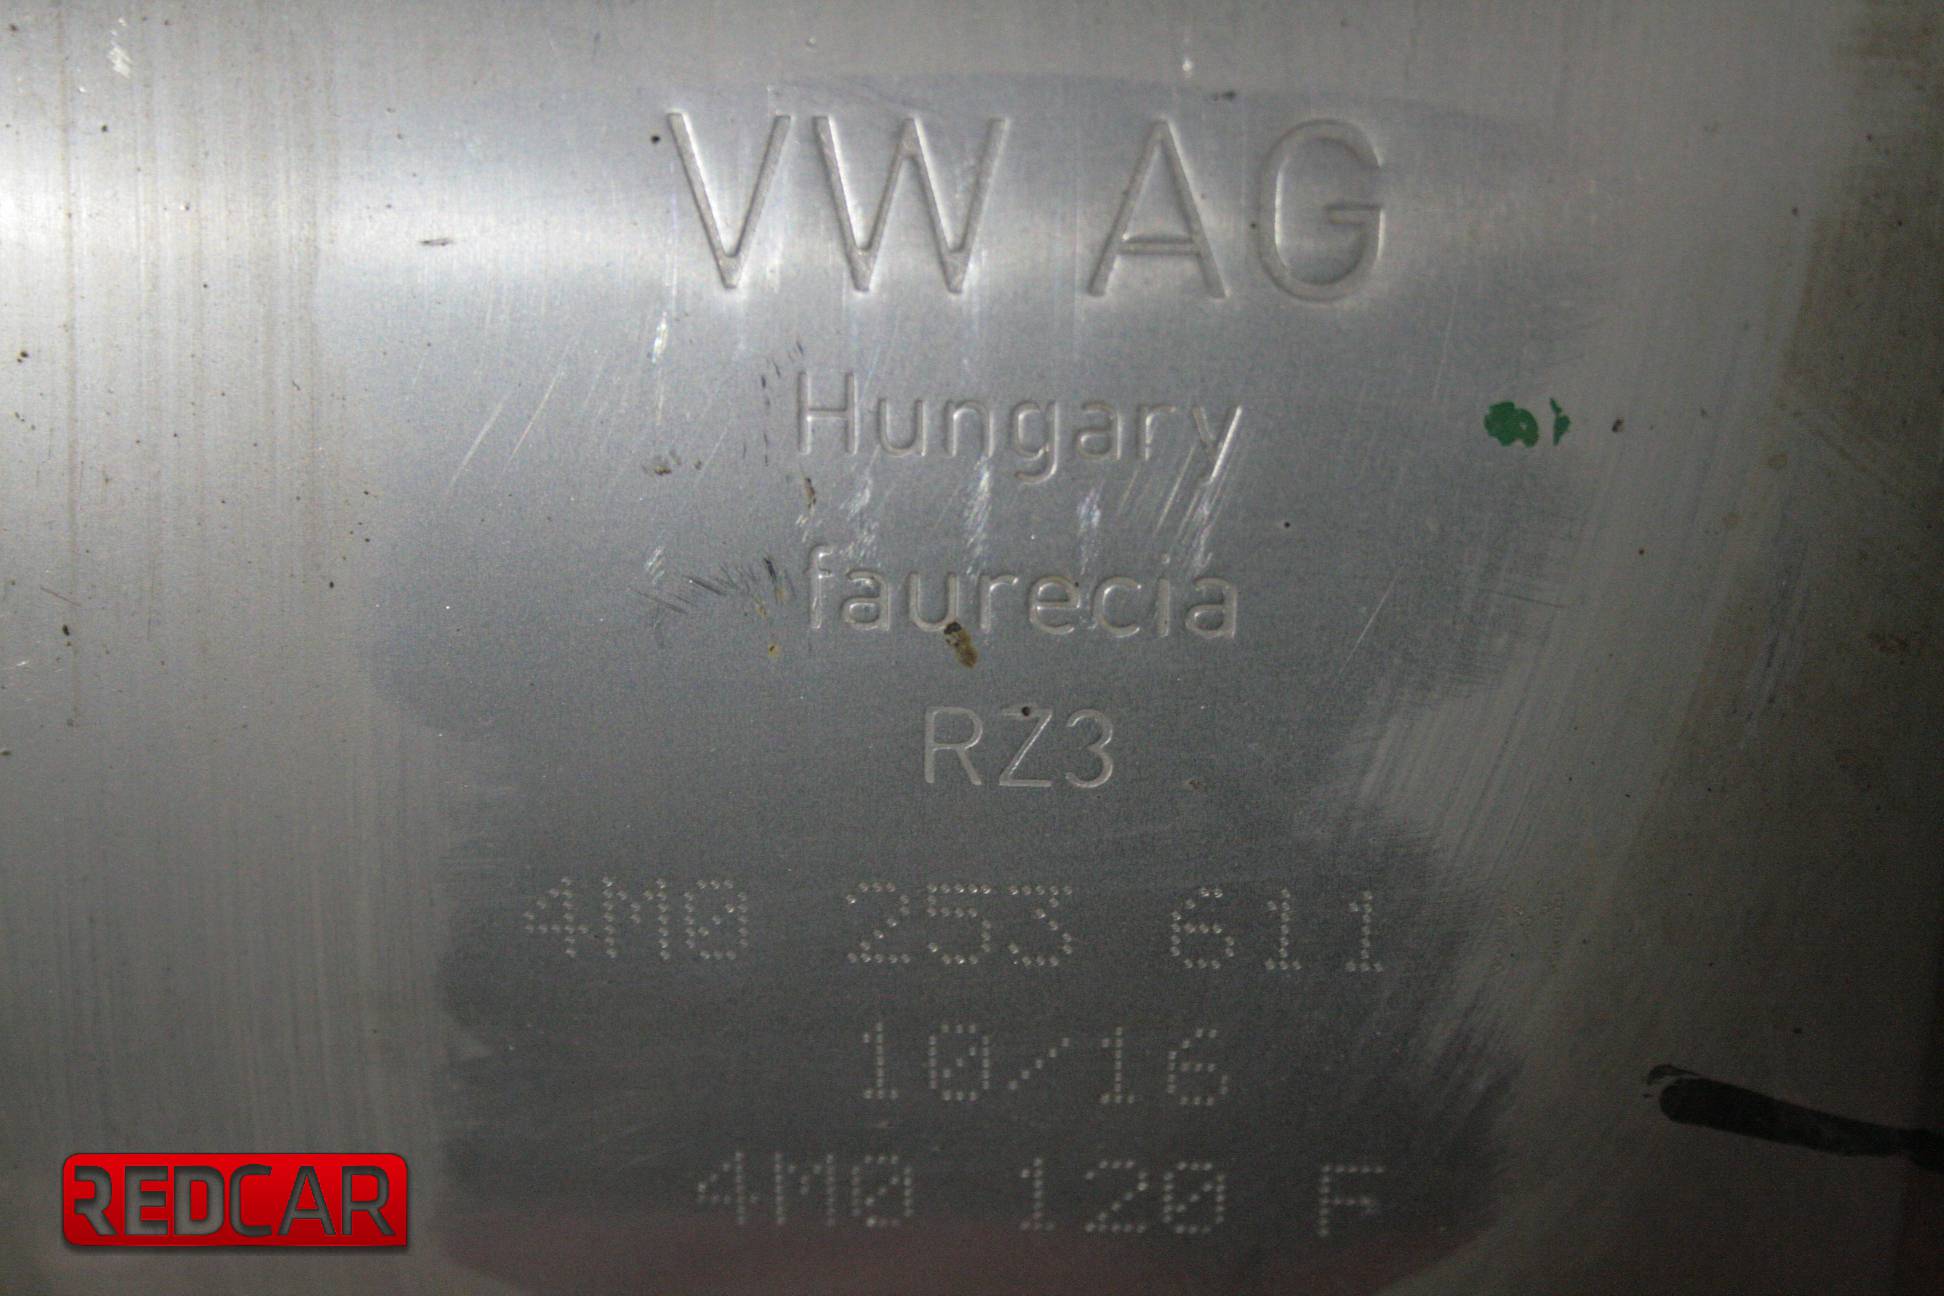 VW AG
Hungary
faurecia
RZ3
4M0 253 611
10/16
4M0 120 F
REDCAR